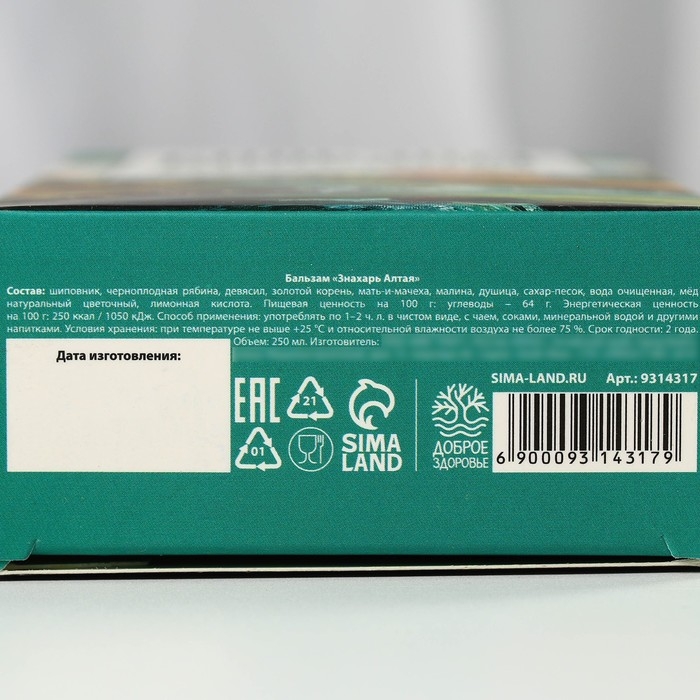 Бальзам «Знахарь Алтая»
Состав: шиповник, черноплодная рябина, девясил, золотой корень, мать-и-мачеха, малина, душица, сахар-песок, вода очищенная, мёд
натуральный цветочный, лимонная кислота. Пищевая ценность на 100 г: углеводы – 64 г. Энергетическая ценность
на 100 г: 250 ккал / 1050 кДж. Способ применения: употреблять по 1–2 ч. л. в чистом виде, с чаем, соками, минеральной водой и другими
напитками. Условия хранения: при температуре не выше +25 °С и относительной влажности воздуха не более 75 %. Срок годности: 2 года.
Объем: 250 мл. Изготовитель:
Дата изготовления:
SIMA-LAND.RU Арт.: 9314317
EAC
21
01
SIMA
LAND
ДОБРОЕ
ЗДОРОВЬЕ
6 900093 143179